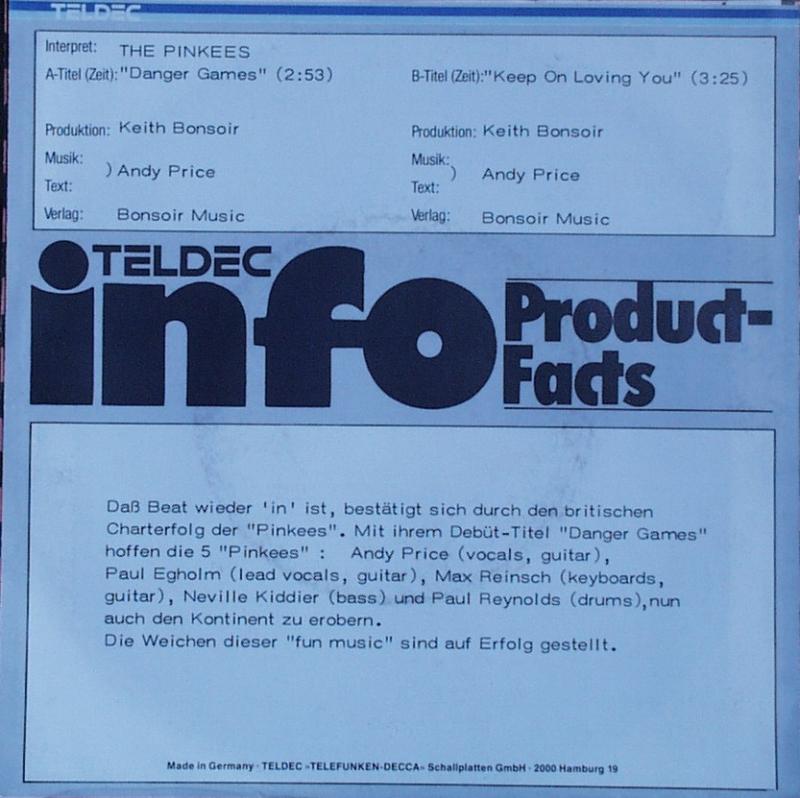 TELDEC
Interpret: THE PINKEES
A-Titel (Zeit): "Danger Games" (2:53) B-Titel (Zeit): "Keep On Loving You" (3:25)
Produktion: Keith Bonsoir Produktion: Keith Bonsoir
Musik: Musik:
) Andy Price ) Andy Price
Text: Text:
Verlag: Bonsoir Music Verlag: Bonsoir Music
TELDEC
info Product-
Facts
Daß Beat wieder 'in' ist, bestätigt sich durch den britischen
Charterfolg der "Pinkees". Mit ihrem Debüt-Titel "Danger Games"
hoffen die 5 "Pinkees" : Andy Price (vocals, guitar),
Paul Egholm (lead vocals, guitar), Max Reinsch (keyboards,
guitar), Neville Kiddier (bass) und Paul Reynolds (drums),nun
auch den Kontinent zu erobern.
Die Weichen dieser "fun music" sind auf Erfolg gestellt.
Made in Germany · TELDEC »TELEFUNKEN-DECCA« Schallplatten GmbH · 2000 Hamburg 19